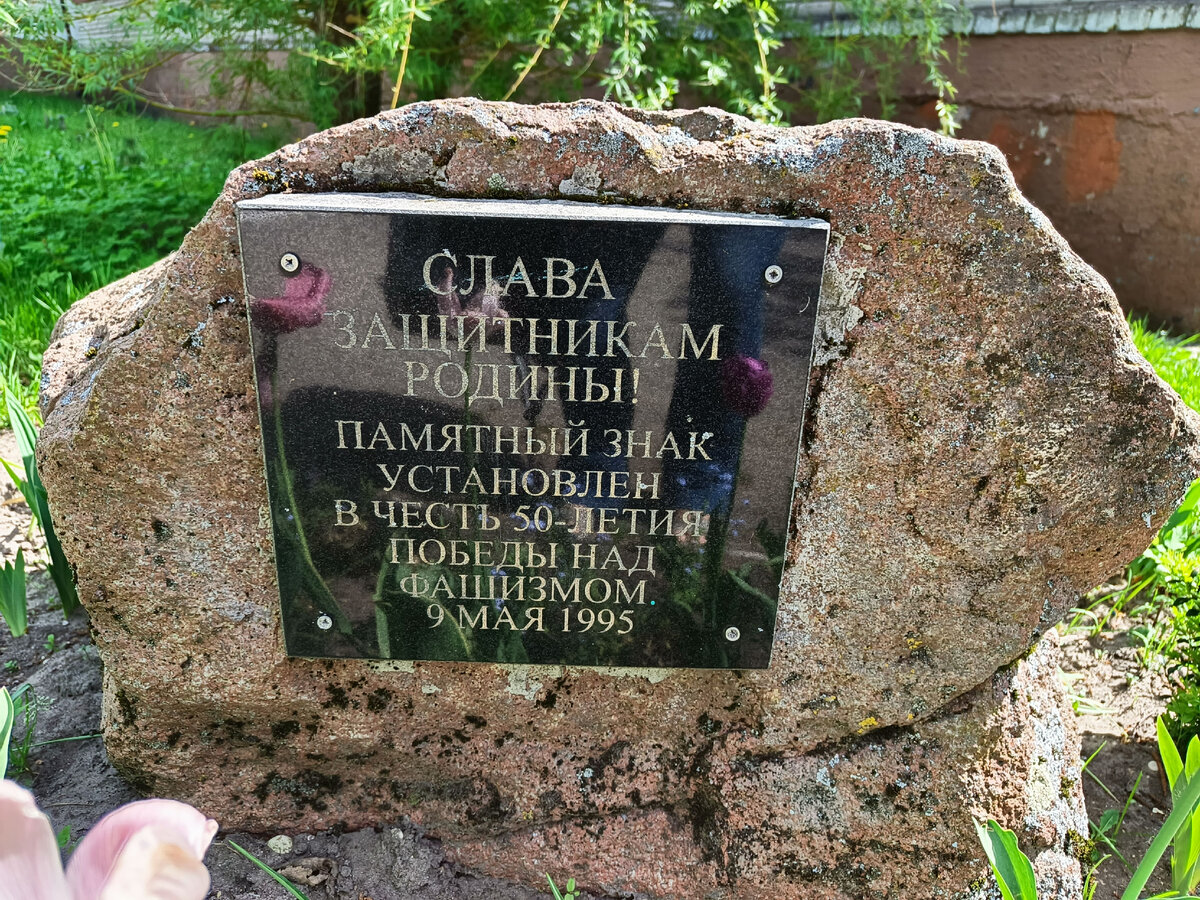 СЛАВА
ЗАЩИТНИКАМ
РОДИНЫ!
ПАМЯТНЫЙ ЗНАК
УСТАНОВЛЕН
В ЧЕСТЬ 50-ЛЕТИЯ
ПОБЕДЫ НАД
ФАШИЗМОМ
9 МАЯ 1995